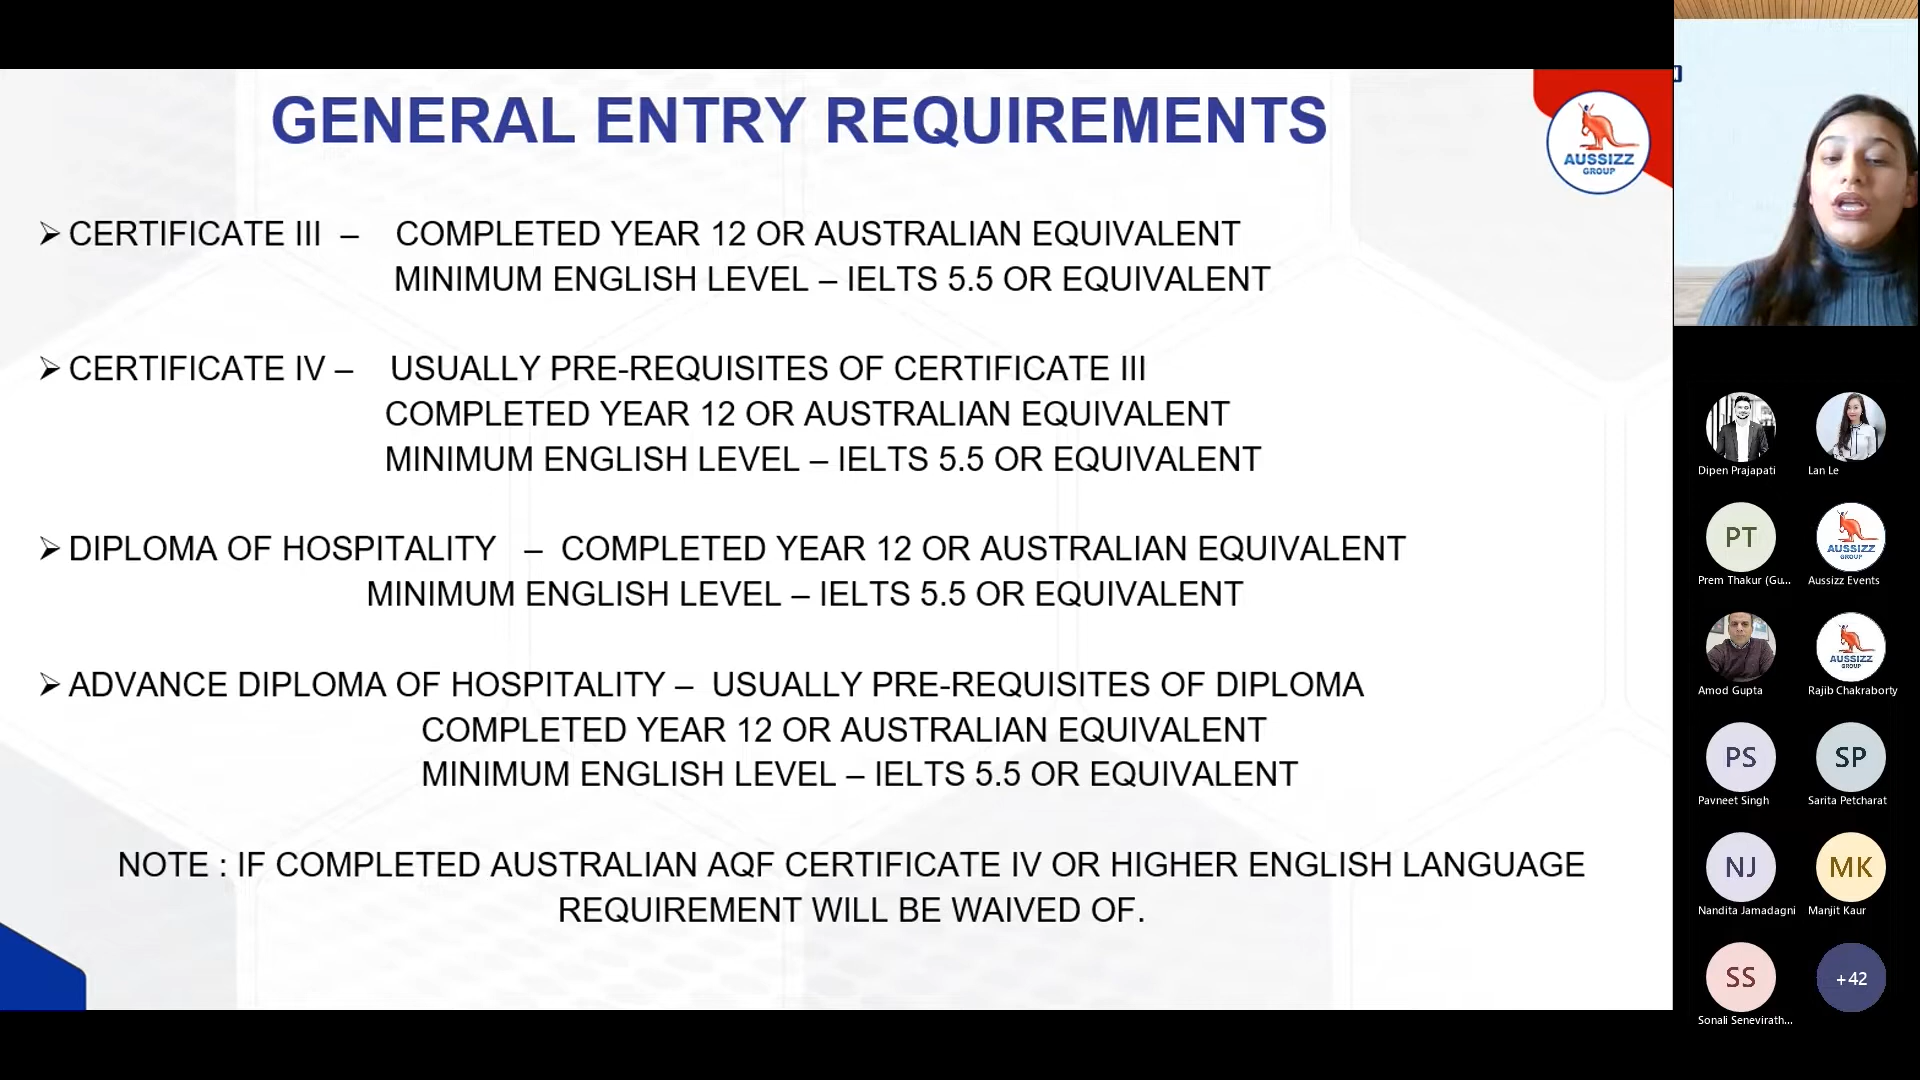 GENERAL ENTRY REQUIREMENTS
AUSSIZZ
GROUP
➢ CERTIFICATE III – COMPLETED YEAR 12 OR AUSTRALIAN EQUIVALENT
MINIMUM ENGLISH LEVEL – IELTS 5.5 OR EQUIVALENT
➢ CERTIFICATE IV – USUALLY PRE-REQUISITES OF CERTIFICATE III
COMPLETED YEAR 12 OR AUSTRALIAN EQUIVALENT
MINIMUM ENGLISH LEVEL – IELTS 5.5 OR EQUIVALENT
➢ DIPLOMA OF HOSPITALITY – COMPLETED YEAR 12 OR AUSTRALIAN EQUIVALENT
MINIMUM ENGLISH LEVEL – IELTS 5.5 OR EQUIVALENT
➢ ADVANCE DIPLOMA OF HOSPITALITY – USUALLY PRE-REQUISITES OF DIPLOMA
COMPLETED YEAR 12 OR AUSTRALIAN EQUIVALENT
MINIMUM ENGLISH LEVEL – IELTS 5.5 OR EQUIVALENT
NOTE : IF COMPLETED AUSTRALIAN AQF CERTIFICATE IV OR HIGHER ENGLISH LANGUAGE
REQUIREMENT WILL BE WAIVED OF.
Dipen Prajapati
Lan Le
PT
Prem Thakur (Gu...
AUSSIZZ
GROUP
Aussizz Events
Amod Gupta
AUSSIZZ
GROUP
Rajib Chakraborty
PS
Pavneet Singh
SP
Sarita Petcharat
NJ
Nandita Jamadagni
MK
Manjit Kaur
SS
Sonali Senevirath...
+42